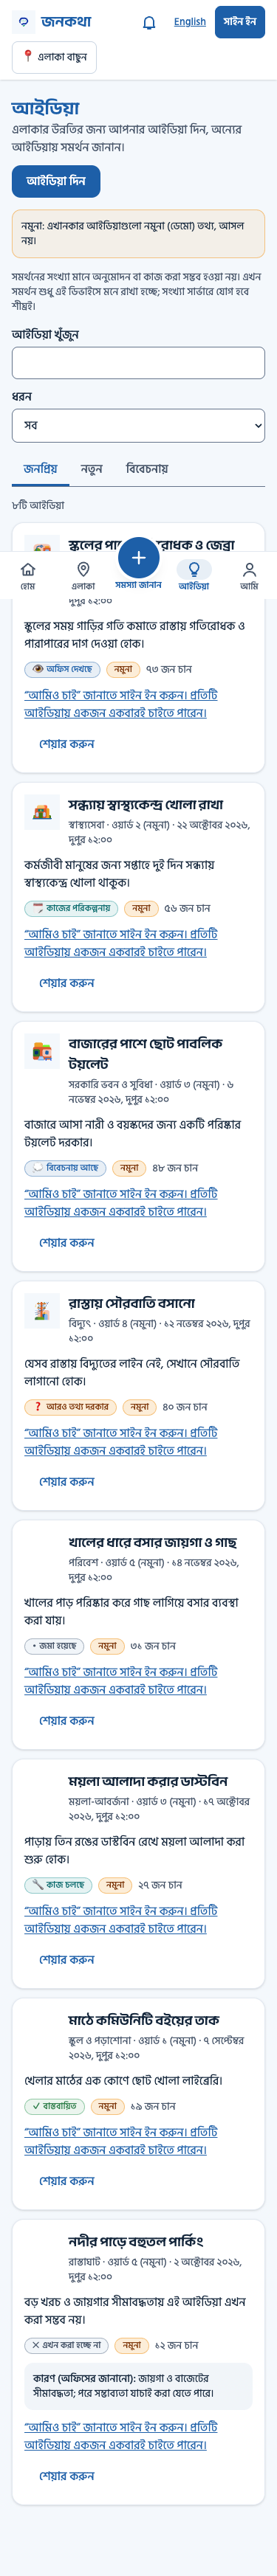 জনকথা
English
সাইন ইন
এলাকা বাছুন
আইডিয়া
এলাকার উন্নতির জন্য আপনার আইডিয়া দিন, অন্যের
আইডিয়ায় সমর্থন জানান।
আইডিয়া দিন
নমুনা: এখানকার আইডিয়াগুলো নমুনা (ডেমো) তথ্য, আসল
নয়।
সমর্থনের সংখ্যা মানে অনুমোদন বা কাজ করা সম্ভব হওয়া নয়। এখন
সমর্থন শুধু এই ডিভাইসে মনে রাখা হচ্ছে; সংখ্যা সার্ভারে যোগ হবে
শীঘ্রই।
আইডিয়া খুঁজুন
ধরন
সব
জনপ্রিয়
নতুন
বিবেচনায়
৮টি আইডিয়া
হোম
এলাকা
সমস্যা জানান
আইডিয়া
আমি
দুপুর ১২:০০
স্কুলের সময় গাড়ির গতি কমাতে রাস্তায় গতিরোধক ও
পারাপারের দাগ দেওয়া হোক।
অফিস দেখছে
নমুনা
৭৩ জন চান
“আমিও চাই” জানাতে সাইন ইন করুন। প্রতিটি
আইডিয়ায় একজন একবারই চাইতে পারেন।
শেয়ার করুন
সন্ধ্যায় স্বাস্থ্যকেন্দ্র খোলা রাখা
স্বাস্থ্যসেবা · ওয়ার্ড ২ (নমুনা) · ২২ অক্টোবর ২০২৬,
দুপুর ১২:০০
কর্মজীবী মানুষের জন্য সপ্তাহে দুই দিন সন্ধ্যায়
স্বাস্থ্যকেন্দ্র খোলা থাকুক।
কাজের পরিকল্পনায়
নমুনা
৫৬ জন চান
“আমিও চাই” জানাতে সাইন ইন করুন। প্রতিটি
আইডিয়ায় একজন একবারই চাইতে পারেন।
শেয়ার করুন
বাজারের পাশে ছোট পাবলিক
টয়লেট
সরকারি ভবন ও সুবিধা · ওয়ার্ড ৩ (নমুনা) · ৬
নভেম্বর ২০২৬, দুপুর ১২:০০
বাজারে আসা নারী ও বয়স্কদের জন্য একটি পরিষ্কার
টয়লেট দরকার।
বিবেচনায় আছে
নমুনা
৪৮ জন চান
“আমিও চাই” জানাতে সাইন ইন করুন। প্রতিটি
আইডিয়ায় একজন একবারই চাইতে পারেন।
শেয়ার করুন
রাস্তায় সৌরবাতি বসানো
বিদ্যুৎ · ওয়ার্ড ৪ (নমুনা) · ১২ নভেম্বর ২০২৬, দুপুর
১২:০০
যেসব রাস্তায় বিদ্যুতের লাইন নেই, সেখানে সৌরবাতি
লাগানো হোক।
আরও তথ্য দরকার
নমুনা
৪০ জন চান
“আমিও চাই” জানাতে সাইন ইন করুন। প্রতিটি
আইডিয়ায় একজন একবারই চাইতে পারেন।
শেয়ার করুন
খালের ধারে বসার জায়গা ও গাছ
পরিবেশ · ওয়ার্ড ৫ (নমুনা) · ১৪ নভেম্বর ২০২৬,
দুপুর ১২:০০
খালের পাড় পরিষ্কার করে গাছ লাগিয়ে বসার ব্যবস্থা
করা যায়।
• জমা হয়েছে
নমুনা
৩১ জন চান
“আমিও চাই” জানাতে সাইন ইন করুন। প্রতিটি
আইডিয়ায় একজন একবারই চাইতে পারেন।
শেয়ার করুন
ময়লা আলাদা করার ডাস্টবিন
ময়লা-আবর্জনা · ওয়ার্ড ৩ (নমুনা) · ১৭ অক্টোবর
২০২৬, দুপুর ১২:০০
পাড়ায় তিন রঙের ডাস্টবিন রেখে ময়লা আলাদা করা
শুরু হোক।
কাজ চলছে
নমুনা
২৭ জন চান
“আমিও চাই” জানাতে সাইন ইন করুন। প্রতিটি
আইডিয়ায় একজন একবারই চাইতে পারেন।
শেয়ার করুন
মাঠে কমিউনিটি বইয়ের তাক
স্কুল ও পড়াশোনা · ওয়ার্ড ১ (নমুনা) · ৭ সেপ্টেম্বর
২০২৬, দুপুর ১২:০০
খেলার মাঠের এক কোণে ছোট খোলা লাইব্রেরি।
✓ বাস্তবায়িত
নমুনা
১৯ জন চান
“আমিও চাই” জানাতে সাইন ইন করুন। প্রতিটি
আইডিয়ায় একজন একবারই চাইতে পারেন।
শেয়ার করুন
নদীর পাড়ে বহুতল পার্কিং
রাস্তাঘাট · ওয়ার্ড ৫ (নমুনা) · ২ অক্টোবর ২০২৬,
দুপুর ১২:০০
বড় খরচ ও জায়গার সীমাবদ্ধতায় এই আইডিয়া এখন
করা সম্ভব নয়।
✕ এখন করা হচ্ছে না
নমুনা
১২ জন চান
কারণ (অফিসের জানানো): জায়গা ও বাজেটের
সীমাবদ্ধতা; পরে সম্ভাব্যতা যাচাই করা যেতে পারে।
“আমিও চাই” জানাতে সাইন ইন করুন। প্রতিটি
আইডিয়ায় একজন একবারই চাইতে পারেন।
শেয়ার করুন